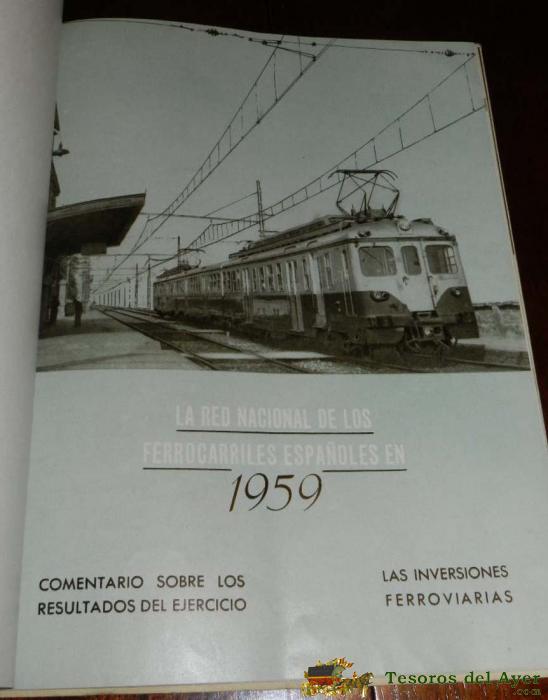 LA RED NACIONAL DE LOS
FERROCARRILES ESPAÑOLES EN
1959
COMENTARIO SOBRE LOS
RESULTADOS DEL EJERCICIO
LAS INVERSIONES
FERROVIARIAS
Tesoros del Ayer
.com